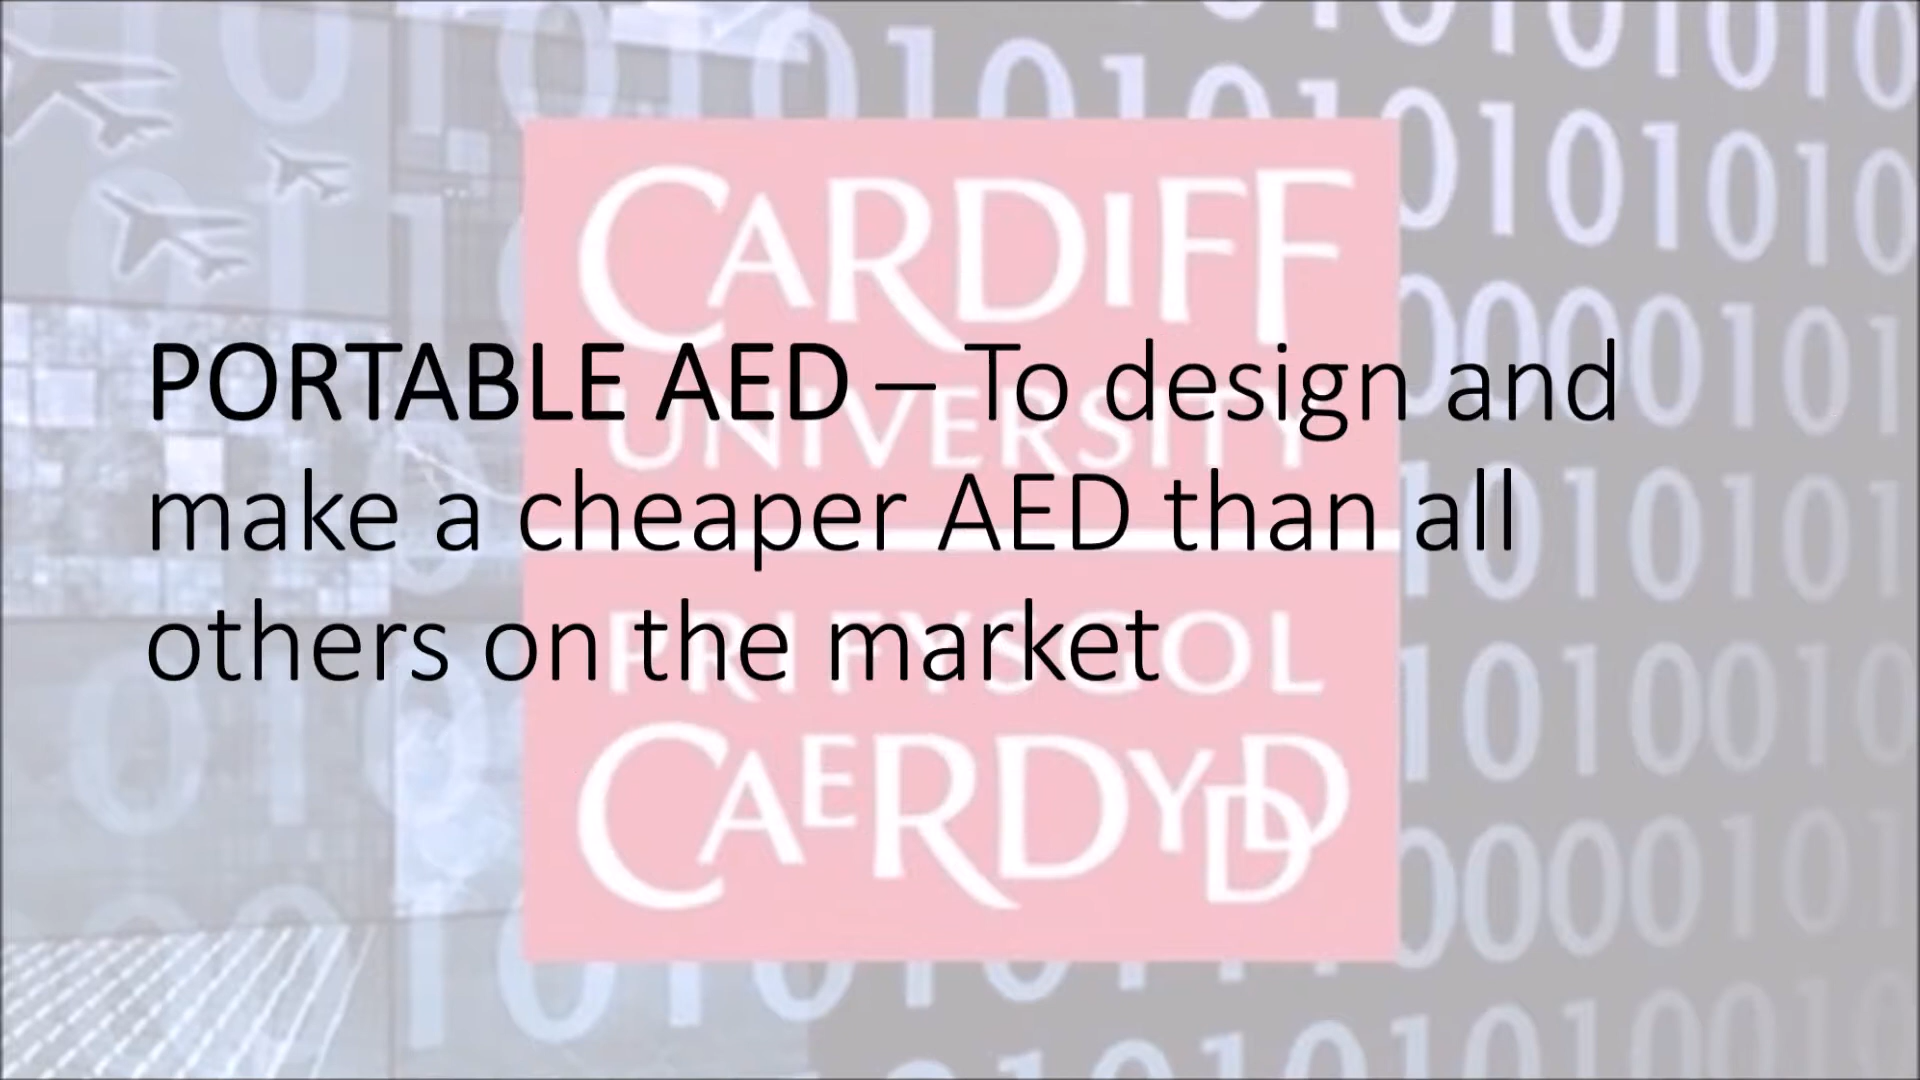 CARDIFF
UNIVERSITY
PRIFYSGOL
CAERDYDD
PORTABLE AED – To design and
make a cheaper AED than all
others on the market